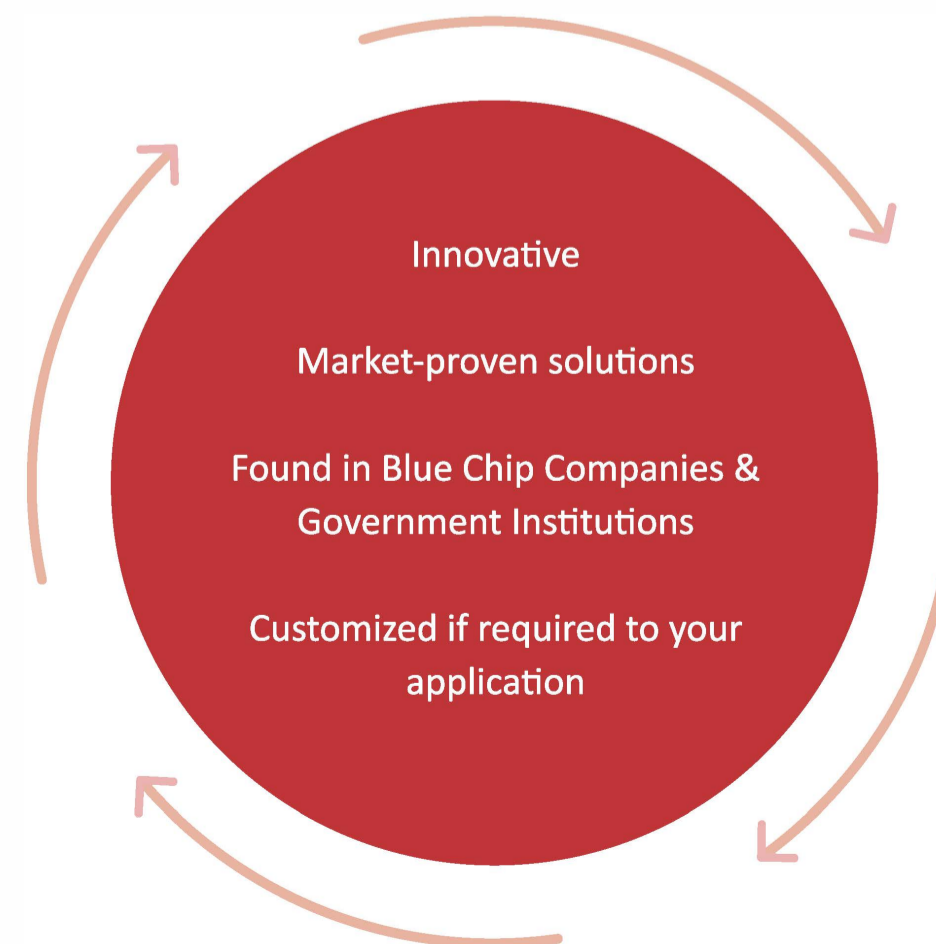 Innovative
Market-proven solutions
Found in Blue Chip Companies &
Government Institutions
Customized if required to your
application